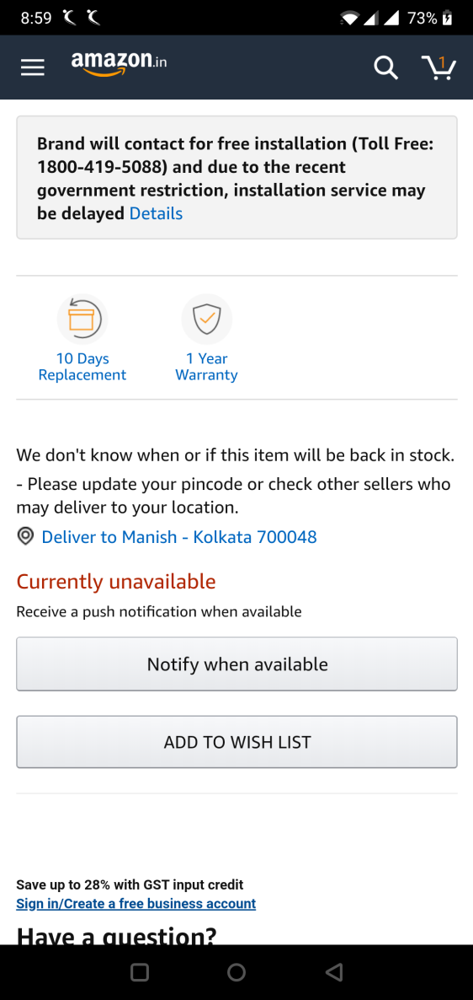 8:59 73%
amazon.in 1
Brand will contact for free installation (Toll Free:
1800-419-5088) and due to the recent
government restriction, installation service may
be delayed Details
10 Days 1 Year
Replacement Warranty
We don't know when or if this item will be back in stock.
- Please update your pincode or check other sellers who
may deliver to your location.
Deliver to Manish - Kolkata 700048
Currently unavailable
Receive a push notification when available
Notify when available
ADD TO WISH LIST
Save up to 28% with GST input credit
Sign in/Create a free business account
Have a question?